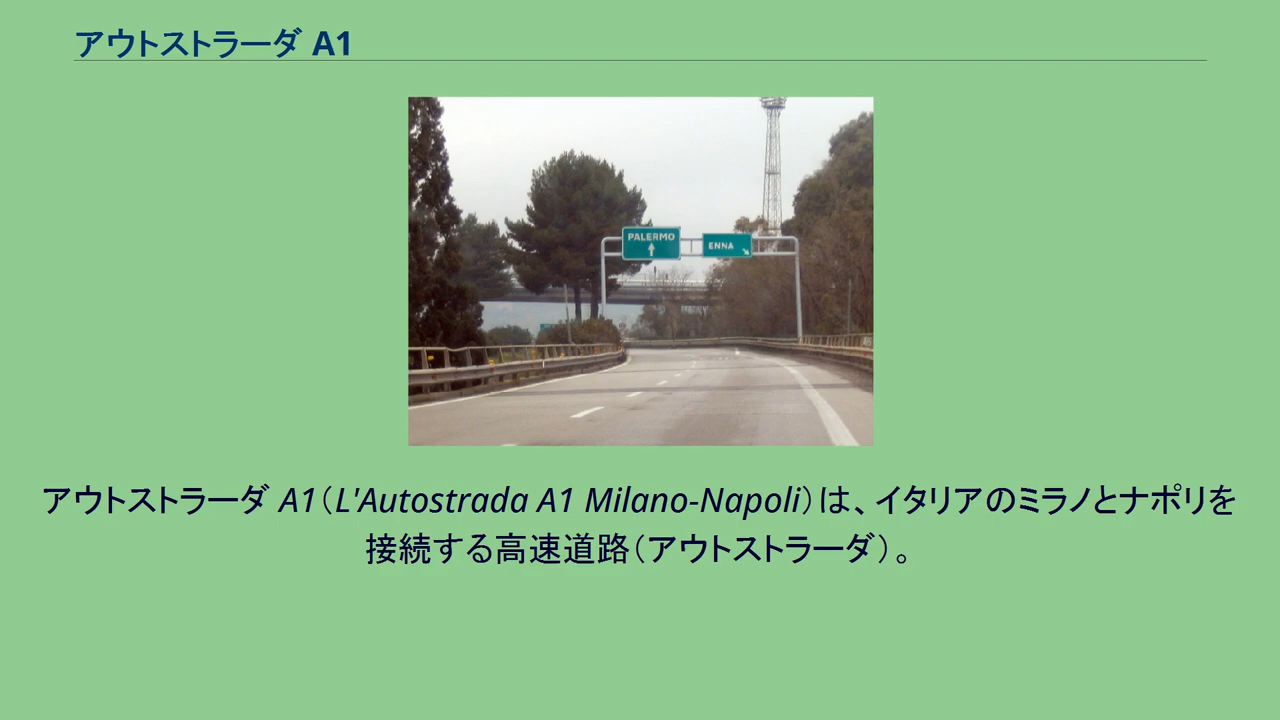 アウトストラーダ A1
PALERMO
ENNA
アウトストラーダ A1(L'Autostrada A1 Milano-Napoli)は、イタリアのミラノとナポリを
接続する高速道路(アウトストラーダ)。